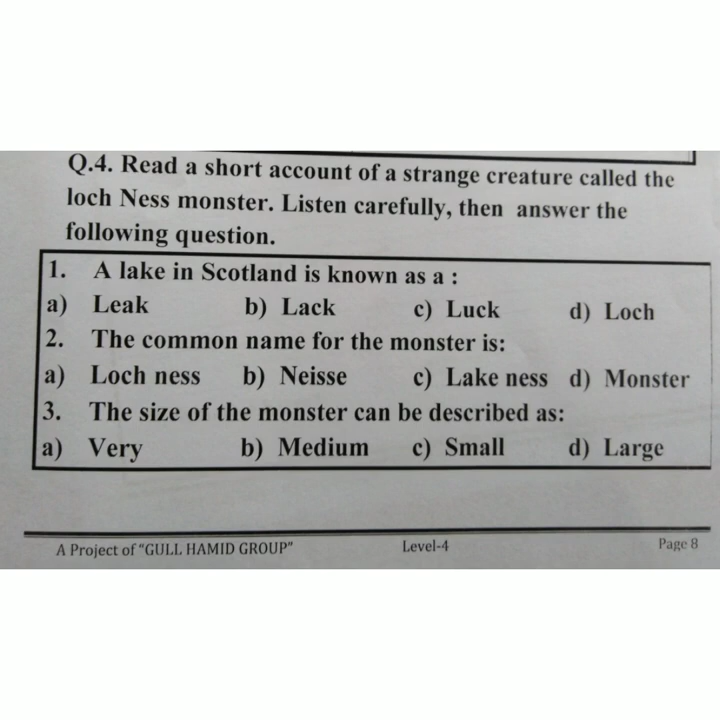 Q.4. Read a short account of a strange creature called the
loch Ness monster. Listen carefully, then answer the
following question.
1. A lake in Scotland is known as a :
a) Leak b) Lack c) Luck d) Loch
2. The common name for the monster is:
a) Loch ness b) Neisse c) Lake ness d) Monster
3. The size of the monster can be described as:
a) Very b) Medium c) Small d) Large
A Project of "GULL HAMID GROUP" Level-4 Page 8